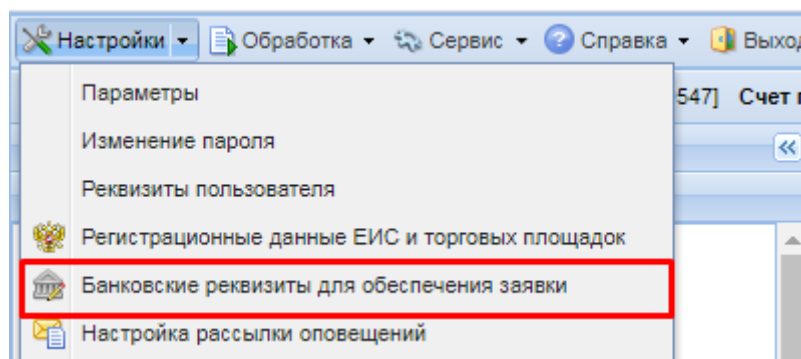 Настройки Обработка Сервис Справка Выход
Параметры
547] Счет
Изменение пароля
Реквизиты пользователя
Регистрационные данные ЕИС и торговых площадок
Банковские реквизиты для обеспечения заявки
Настройка рассылки оповещений